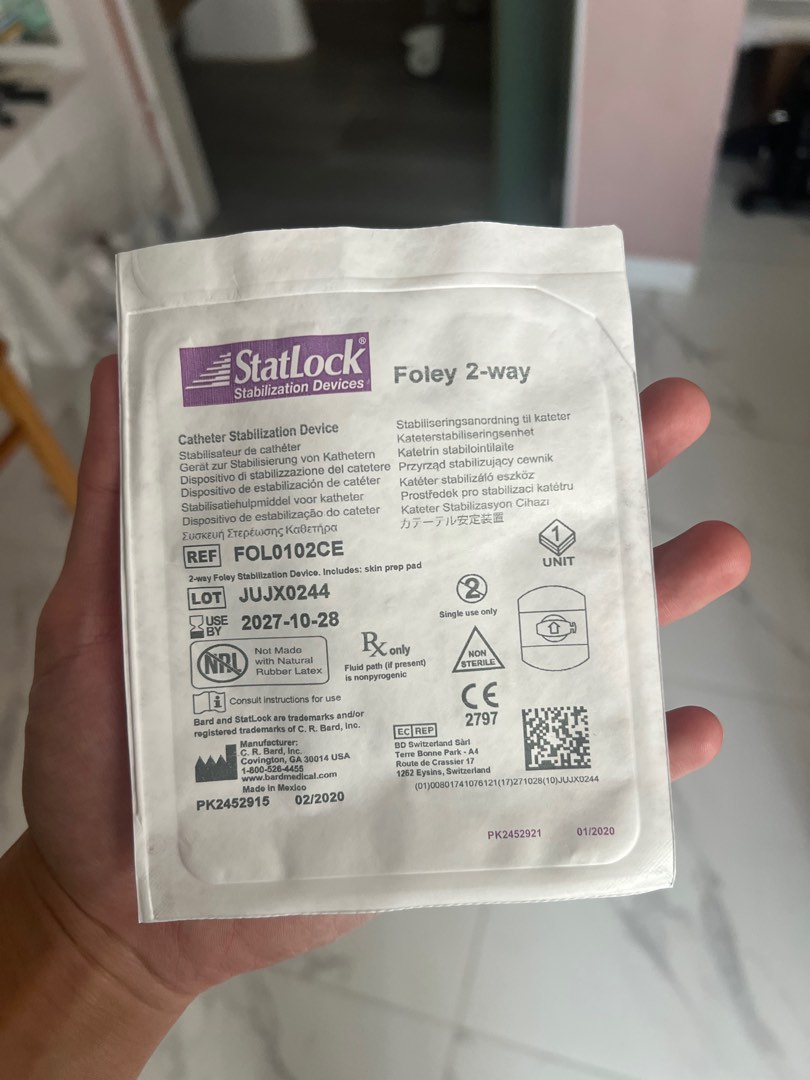 StatLock®
Stabilization Devices
Foley 2-way
Catheter Stabilization Device
Stabilisateur de cathéter
Gerät zur Stabilisierung von Kathetern
Dispositivo di stabilizzazione del catetere
Dispositivo de estabilización de catéter
Stabilisatiehulpmiddel voor katheter
Dispositivo de estabilização do cateter
Συσκευή Στερέωσης Καθετήρα
Stabiliseringsanordning til kateter
Kateterstabiliseringsenhet
Katetrin stabilointilaite
Przyrząd stabilizujący cewnik
Katéter stabilizáló eszköz
Prostředek pro stabilizaci katétru
Kateter Stabilizasyon Cihazı
カテーテル安定装置
REF FOL0102CE
2-way Foley Stabilization Device. Includes: skin prep pad
LOT JUJX0244
USE BY 2027-10-28
1
UNIT
2
Single use only
NRL
Not Made
with Natural
Rubber Latex
Rx only
Fluid path (if present)
is nonpyrogenic
NON
STERILE
i Consult instructions for use
CE
2797
Bard and StatLock are trademarks and/or
registered trademarks of C. R. Bard, Inc.
Manufacturer:
C. R. Bard, Inc.
Covington, GA 30014 USA
1-800-526-4455
www.bardmedical.com
Made in Mexico
PK2452915 02/2020
EC REP
BD Switzerland Sàrl
Terre Bonne Park - A4
Route de Crassier 17
1262 Eysins, Switzerland
(01)00801741076121(17)271028(10)JUJX0244
PK2452921 01/2020